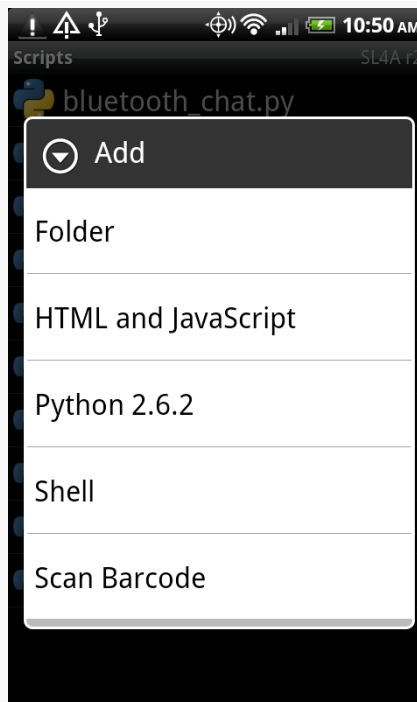 10:50 AM
Scripts SL4A r2
bluetooth_chat.py
Add
Folder
HTML and JavaScript
Python 2.6.2
Shell
Scan Barcode